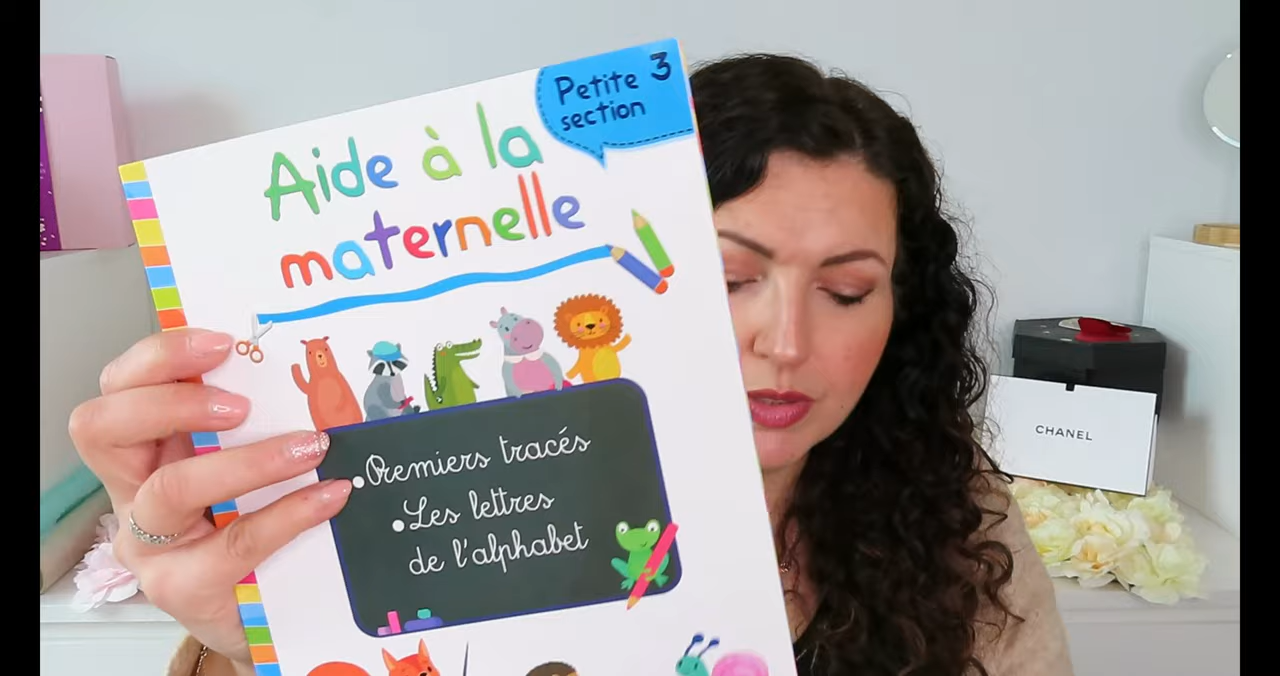 Petite 3
section
Aide à la
maternelle
• Premiers tracés
• Les lettres
de l'alphabet
CHANEL